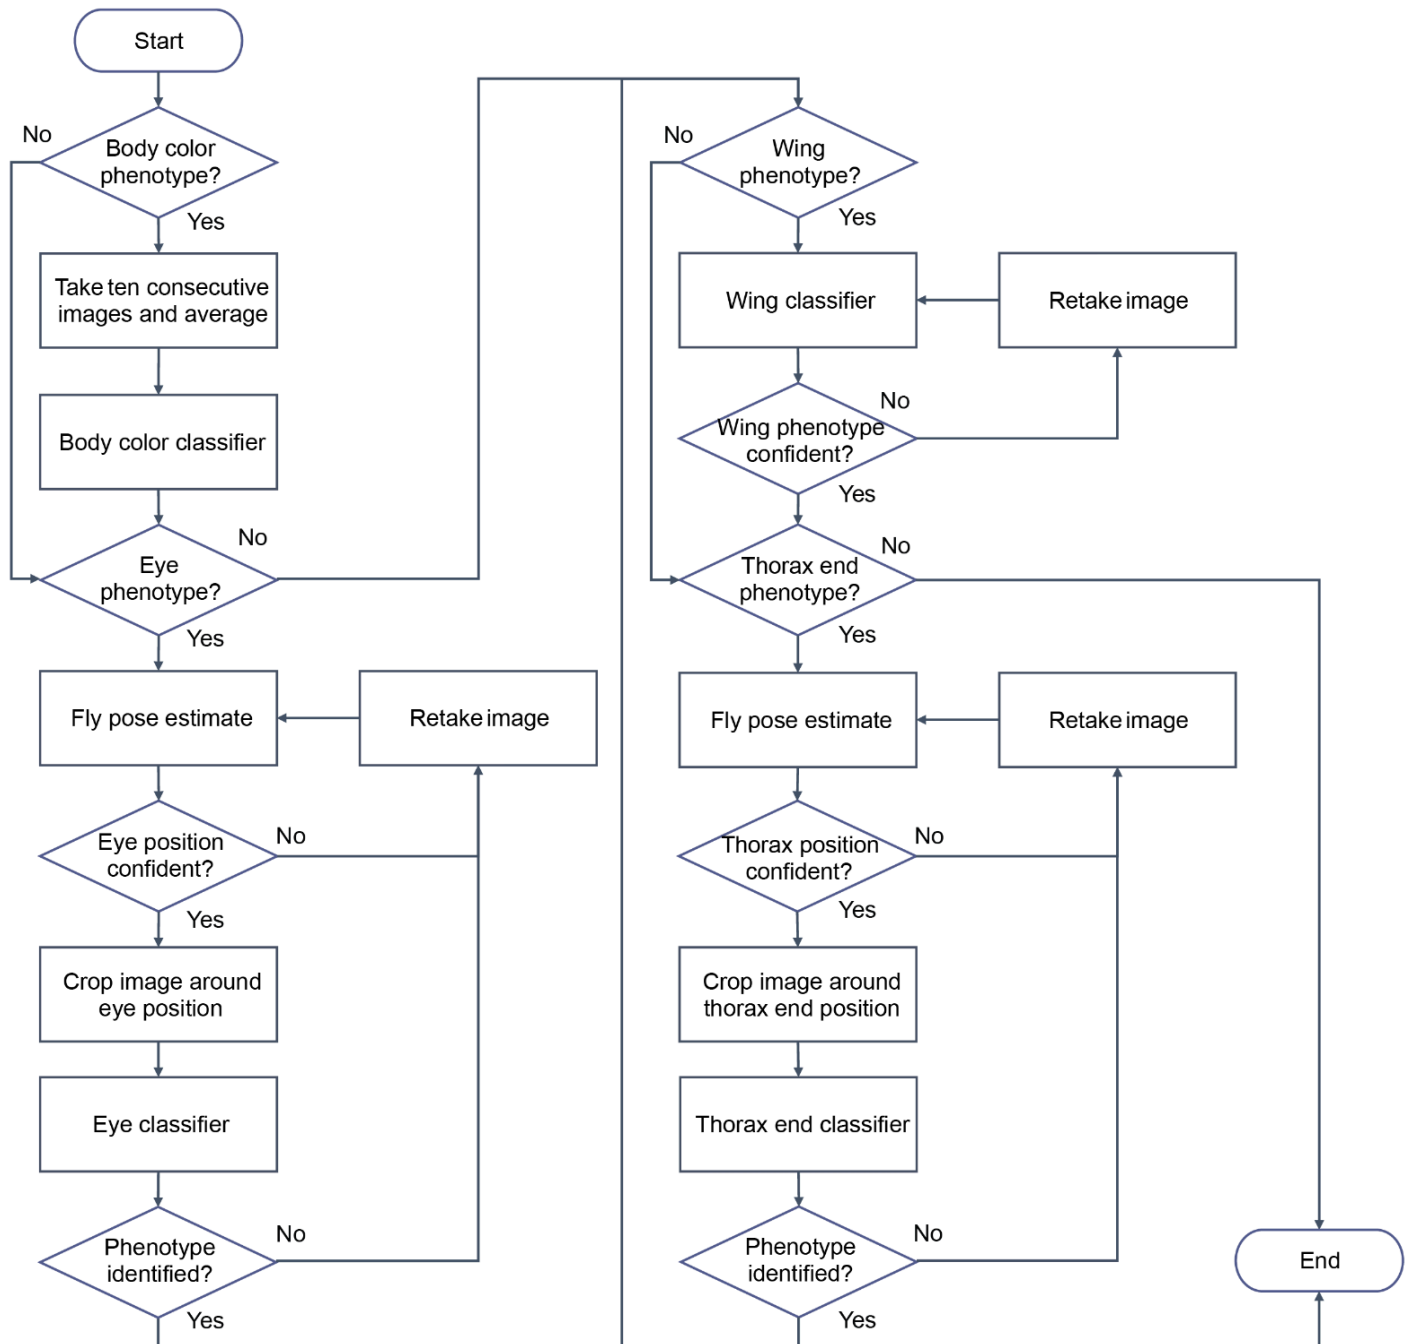 Start
No
Body color
phenotype?
Yes
Take ten consecutive
images and average
Body color classifier
No
Eye
phenotype?
Yes
Fly pose estimate
Retake image
Eye position
confident?
No
Yes
Crop image around
eye position
Eye classifier
Phenotype
identified?
No
Yes
No
Wing
phenotype?
Yes
Wing classifier
Retake image
No
Wing phenotype
confident?
Yes
No
Thorax end
phenotype?
Yes
Fly pose estimate
Retake image
Thorax position
confident?
No
Yes
Crop image around
thorax end position
Thorax end classifier
Phenotype
identified?
No
Yes
End